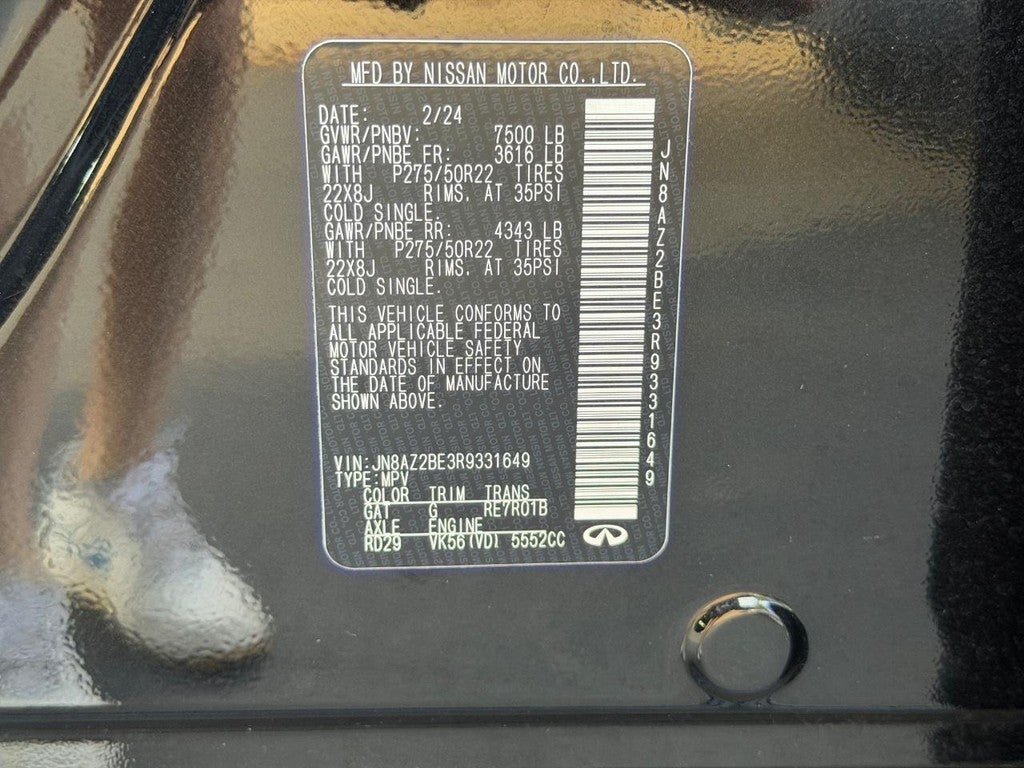 MFD BY NISSAN MOTOR CO.,LTD.
DATE: 2/24
GVWR/PNBV: 7500 LB
GAWR/PNBE FR: 3616 LB
WITH P275/50R22 TIRES
22X8J RIMS. AT 35PSI
COLD SINGLE.
GAWR/PNBE RR: 4343 LB
WITH P275/50R22 TIRES
22X8J RIMS. AT 35PSI
COLD SINGLE.
THIS VEHICLE CONFORMS TO
ALL APPLICABLE FEDERAL
MOTOR VEHICLE SAFETY
STANDARDS IN EFFECT ON
THE DATE OF MANUFACTURE
SHOWN ABOVE.
VIN:JN8AZ2BE3R9331649
TYPE:MPV
COLOR TRIM TRANS
GAT G RE7R01B
AXLE ENGINE
RD29 VK56(VD) 5552CC
JN8AZ2BE3R9331649